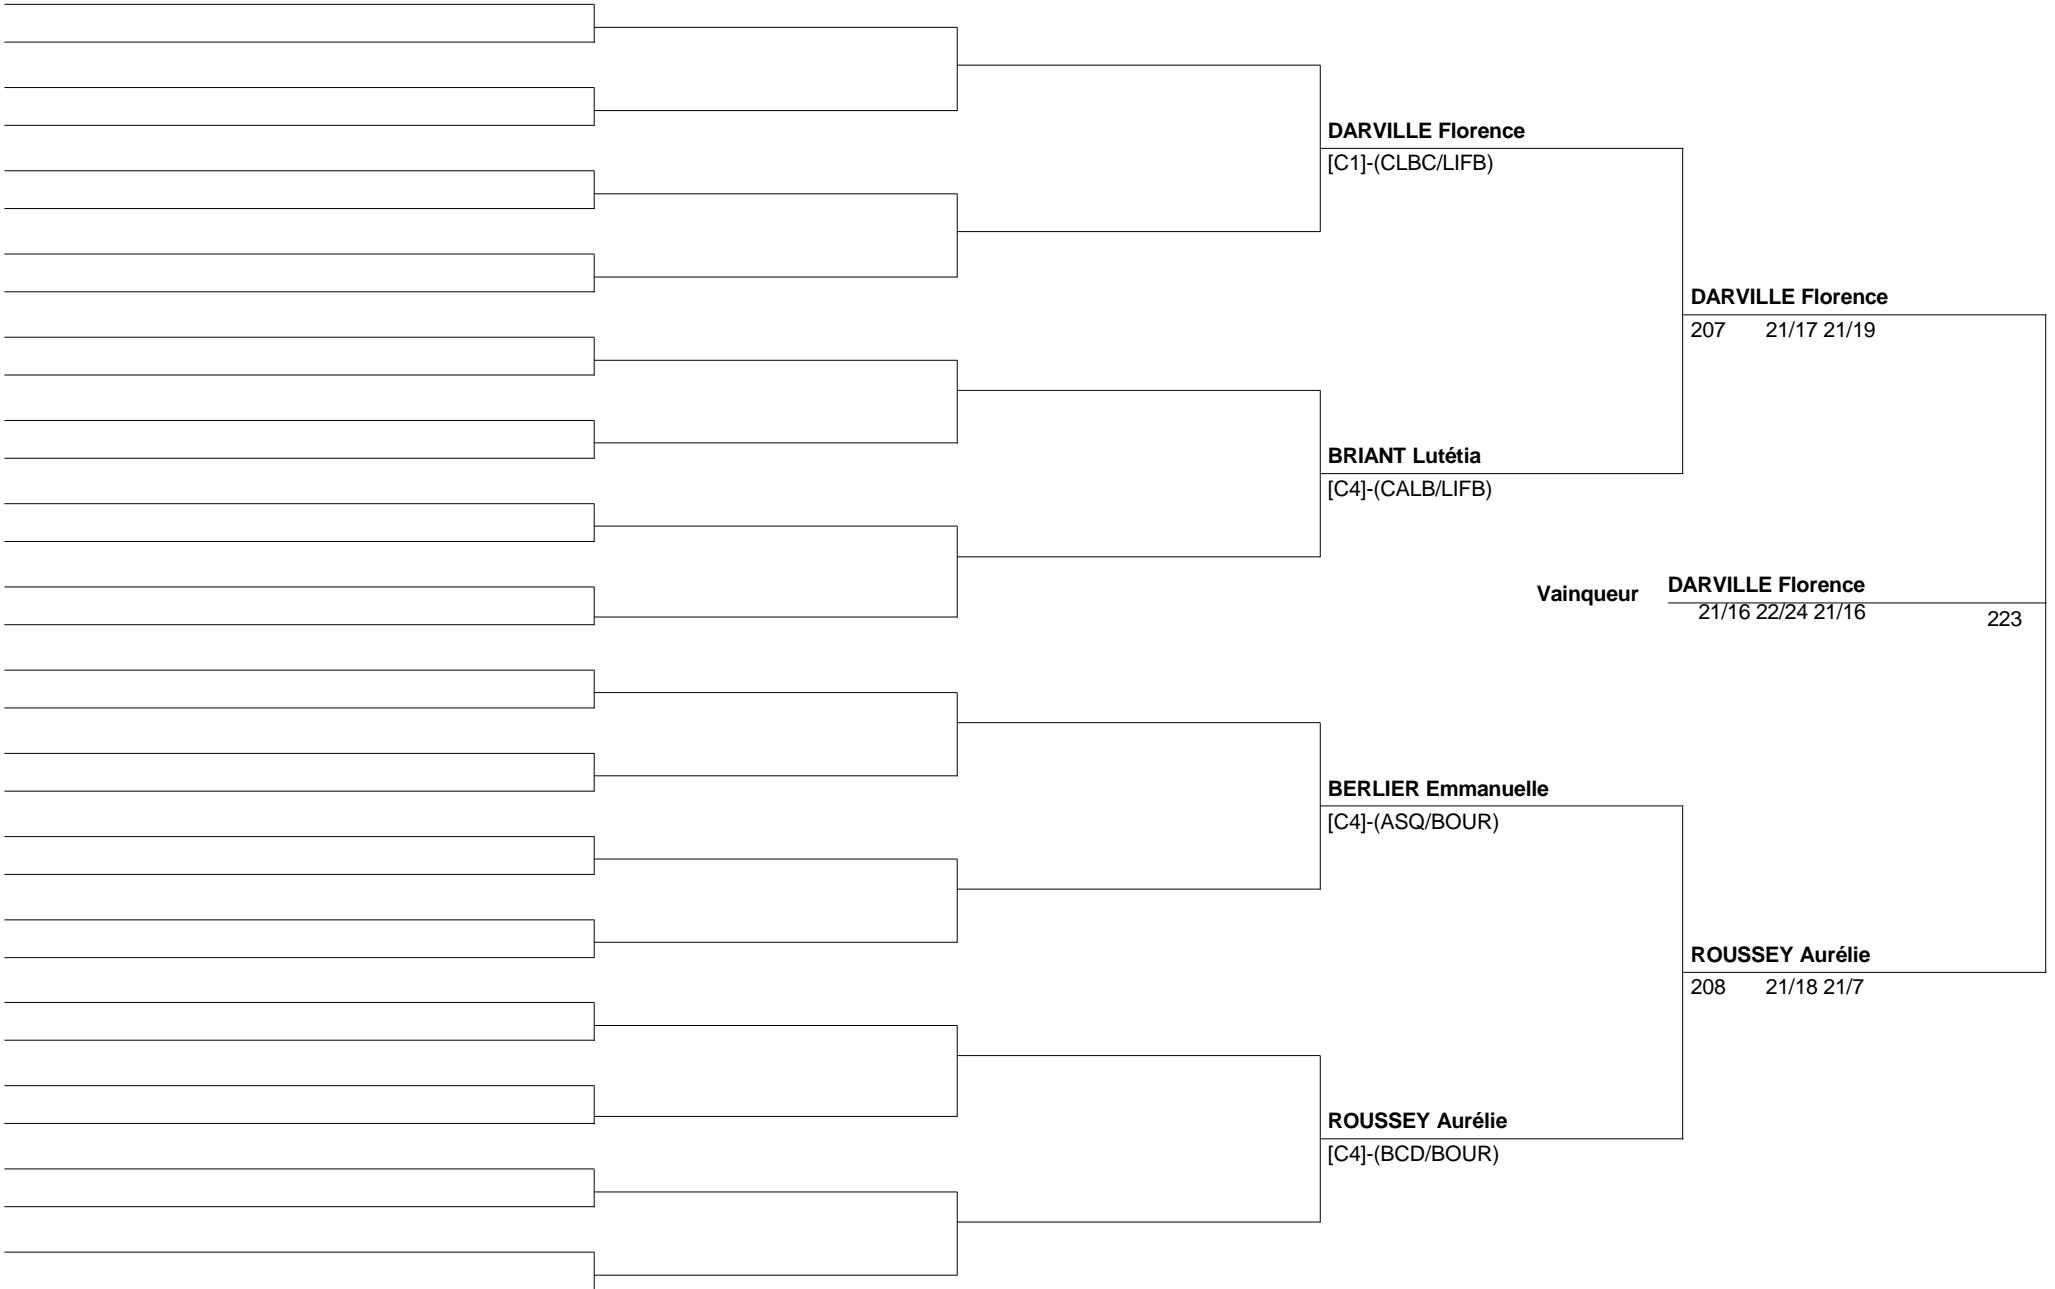 DARVILLE Florence
[C1]-(CLBC/LIFB)
DARVILLE Florence
207 21/17 21/19
BRIANT Lutétia
[C4]-(CALB/LIFB)
Vainqueur DARVILLE Florence
21/16 22/24 21/16 223
BERLIER Emmanuelle
[C4]-(ASQ/BOUR)
ROUSSEY Aurélie
208 21/18 21/7
ROUSSEY Aurélie
[C4]-(BCD/BOUR)